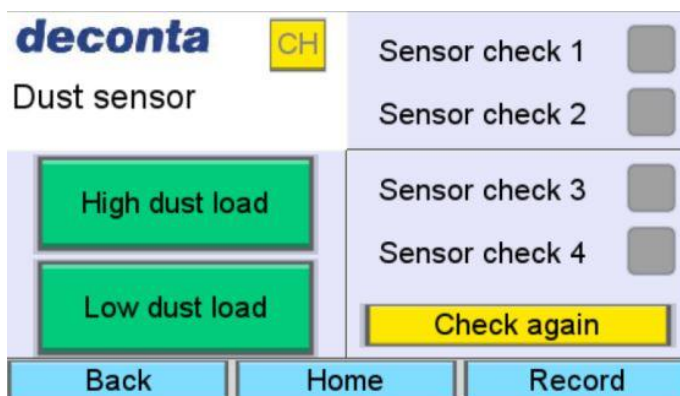 deconta
CH
Dust sensor
High dust load
Low dust load
Sensor check 1
Sensor check 2
Sensor check 3
Sensor check 4
Check again
Back
Home
Record